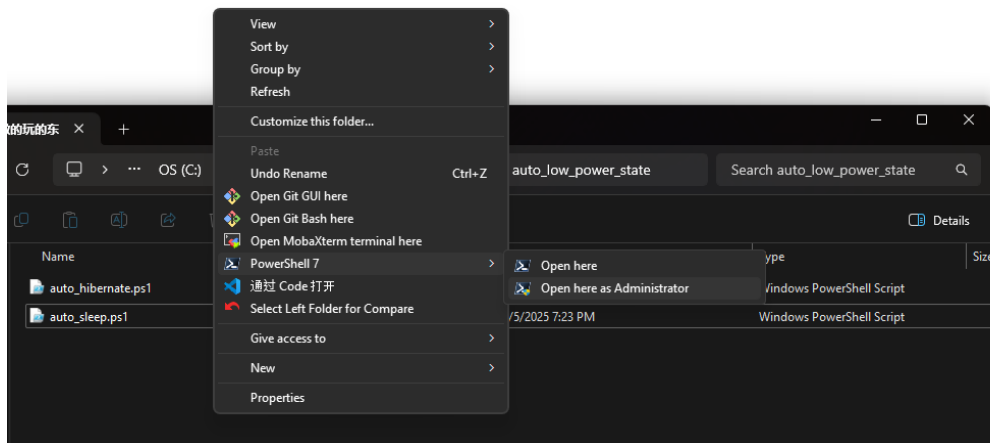 View
Sort by
Group by
Refresh
Customize this folder...
Paste
Undo Rename Ctrl+Z
Open Git GUI here
Open Git Bash here
Open MobaXterm terminal here
PowerShell 7
通过 Code 打开
Select Left Folder for Compare
Give access to
New
Properties
Open here
Open here as Administrator
的玩的东
OS (C:)
auto_low_power_state
Search auto_low_power_state
Details
Name
auto_hibernate.ps1
Windows PowerShell Script
auto_sleep.ps1
/5/2025 7:23 PM
Windows PowerShell Script